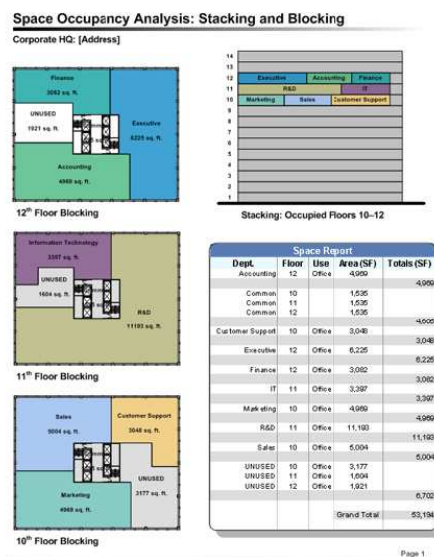 Space Occupancy Analysis: Stacking and Blocking
Corporate HQ: [Address]
Finance
3082 sq. ft.
UNUSED
1921 sq. ft.
Executive
6225 sq. ft.
Accounting
4969 sq. ft.
12th Floor Blocking
14
13
12 Executive Accounting Finance
11 R&D IT
10 Marketing Sales Customer Support
9
8
7
6
5
4
3
2
1
Stacking: Occupied Floors 10–12
Information Technology
3397 sq. ft.
UNUSED
1604 sq. ft.
R&D
11193 sq. ft.
11th Floor Blocking
Sales
5004 sq. ft.
Customer Support
3048 sq. ft.
UNUSED
3177 sq. ft.
Marketing
4969 sq. ft.
10th Floor Blocking
Space Report
Dept. Floor Use Area (SF) Totals (SF)
Accounting 12 Office 4,969
4,969
Common 10 1,535
Common 11 1,535
Common 12 1,535
4,605
Customer Support 10 Office 3,048
3,048
Executive 12 Office 6,225
6,225
Finance 12 Office 3,082
3,082
IT 11 Office 3,397
3,397
Marketing 10 Office 4,969
4,969
R&D 11 Office 11,193
11,193
Sales 10 Office 5,004
5,004
UNUSED 10 Office 3,177
UNUSED 11 Office 1,604
UNUSED 12 Office 1,921
6,702
Grand Total 53,194
Page 1